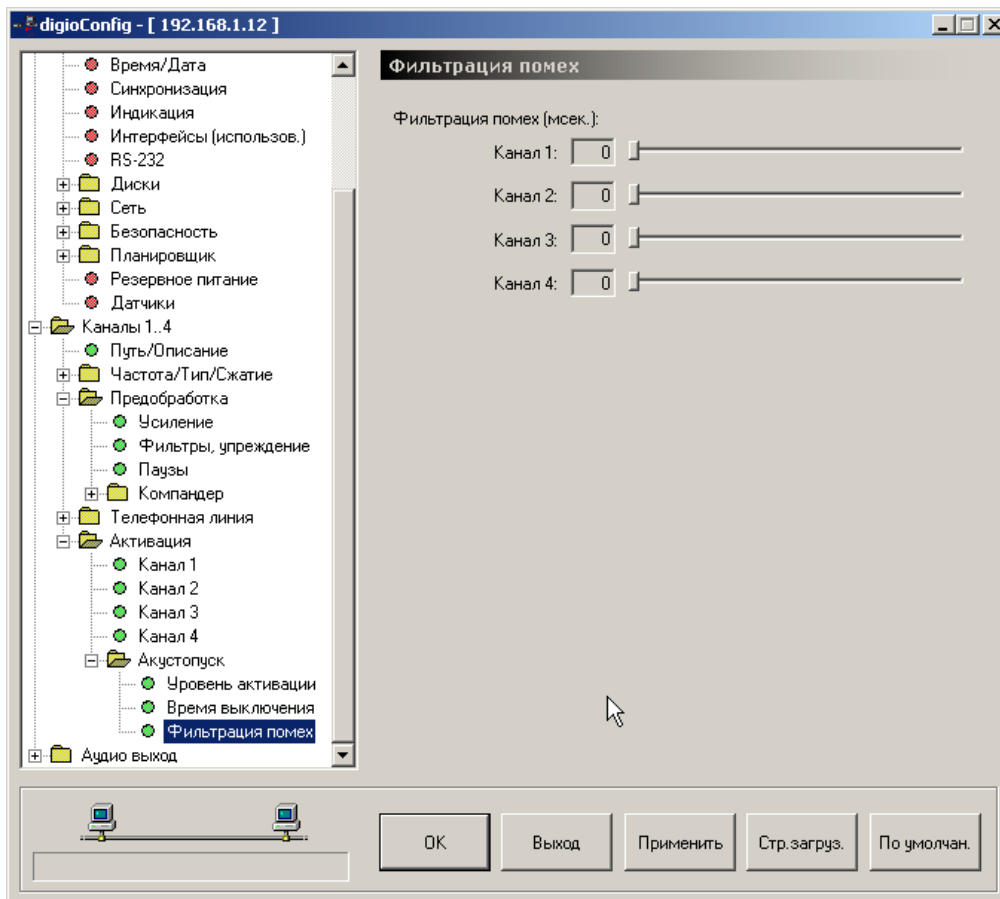 digioConfig - [ 192.168.1.12 ]
Время/Дата
Синхронизация
Индикация
Интерфейсы (использов.)
RS-232
Диски
Сеть
Безопасность
Планировщик
Резервное питание
Датчики
Каналы 1..4
Путь/Описание
Частота/Тип/Сжатие
Предобработка
Усиление
Фильтры, упреждение
Паузы
Компандер
Телефонная линия
Активация
Канал 1
Канал 2
Канал 3
Канал 4
Акустопуск
Уровень активации
Время выключения
Фильтрация помех
Аудио выход
Фильтрация помех
Фильтрация помех (мсек.):
Канал 1: 0
Канал 2: 0
Канал 3: 0
Канал 4: 0
OK
Выход
Применить
Стр.загруз.
По умолчан.